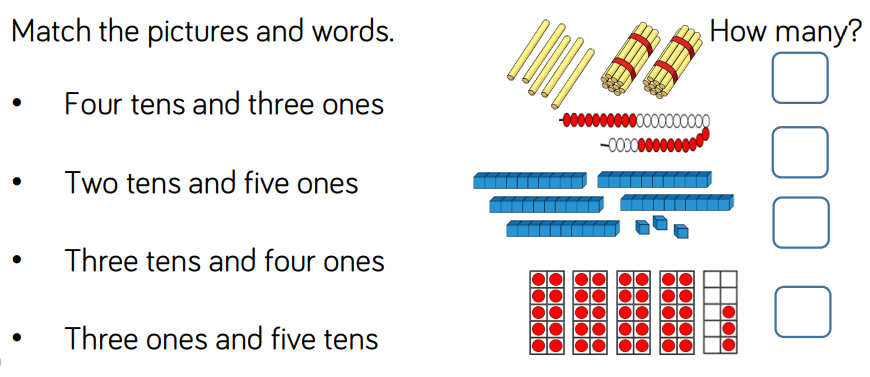 Match the pictures and words.
How many?
• Four tens and three ones
• Two tens and five ones
• Three tens and four ones
• Three ones and five tens